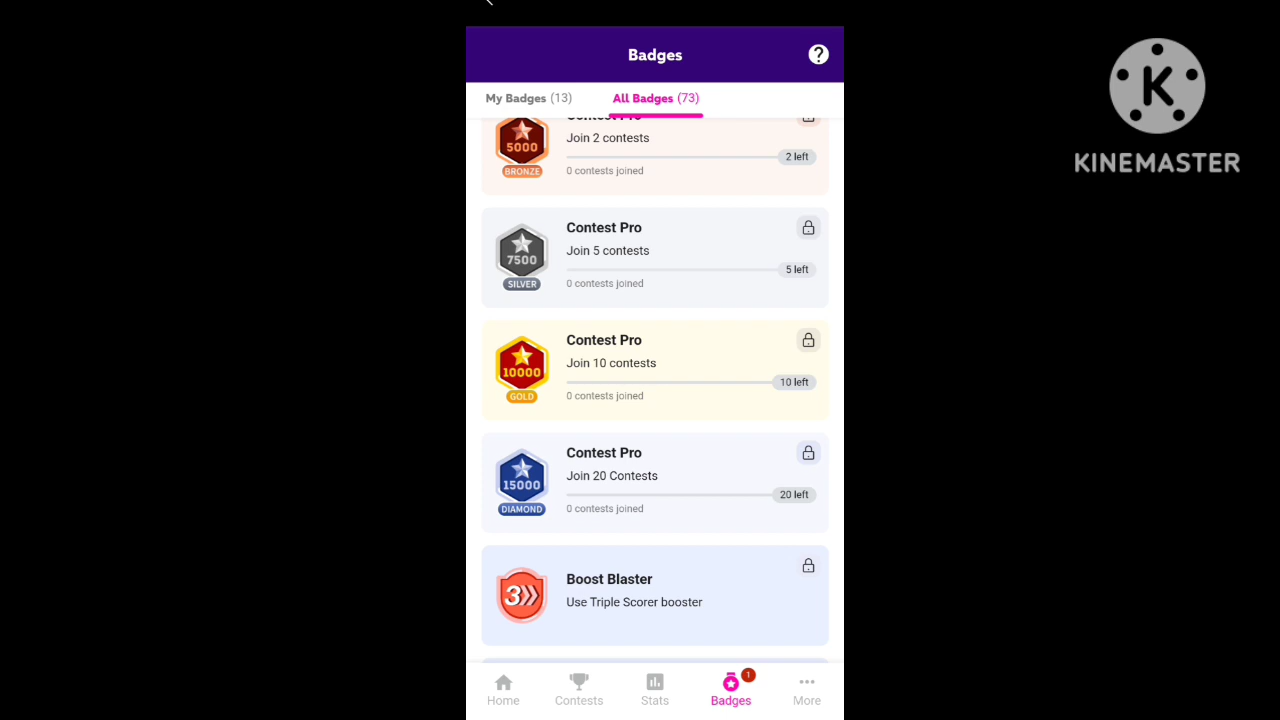 Badges
?
My Badges (13)
All Badges (73)
Contest Pro
5000
BRONZE
Join 2 contests
2 left
0 contests joined
Contest Pro
7500
SILVER
Join 5 contests
5 left
0 contests joined
Contest Pro
10000
GOLD
Join 10 contests
10 left
0 contests joined
Contest Pro
15000
DIAMOND
Join 20 Contests
20 left
0 contests joined
Boost Blaster
3
Use Triple Scorer booster
1
Home
Contests
Stats
Badges
More
K
KINEMASTER